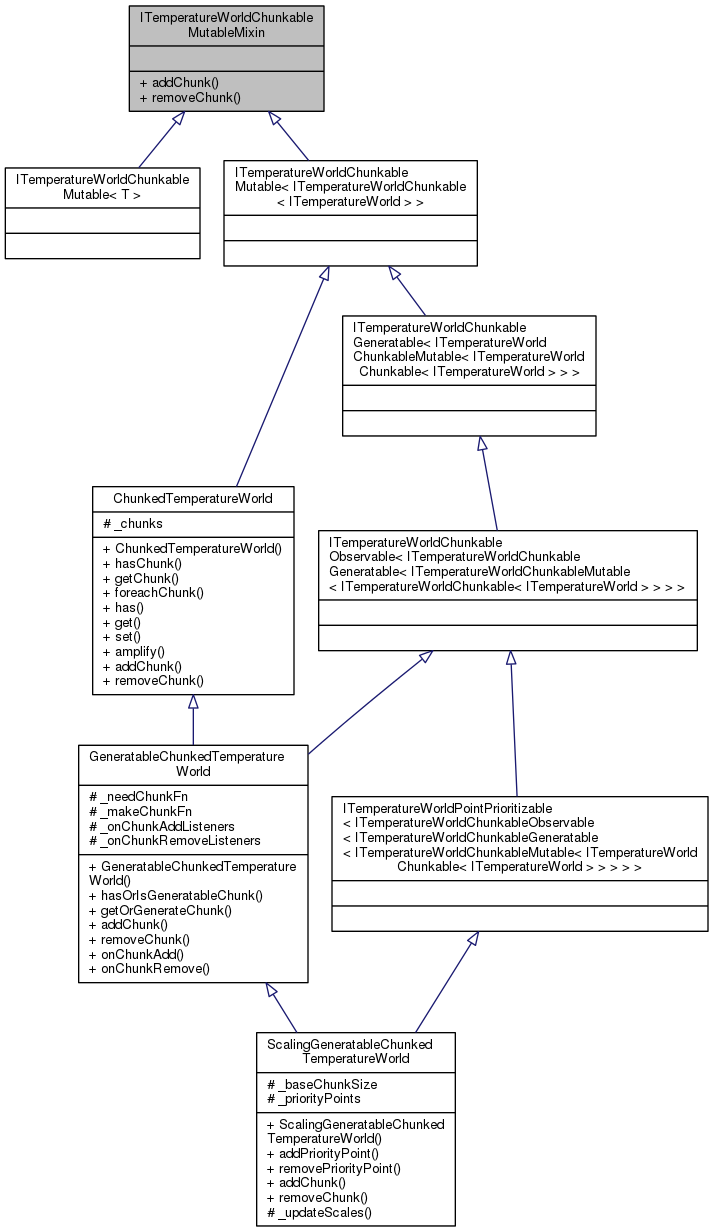 ITemperatureWorldChunkable
MutableMixin
+ addChunk()
+ removeChunk()
ITemperatureWorldChunkable
Mutable< T >
ITemperatureWorldChunkable
Mutable< ITemperatureWorldChunkable
< ITemperatureWorld > >
ITemperatureWorldChunkable
Generatable< ITemperatureWorld
ChunkableMutable< ITemperatureWorld
Chunkable< ITemperatureWorld > > >
ChunkedTemperatureWorld
# _chunks
+ ChunkedTemperatureWorld()
+ hasChunk()
+ getChunk()
+ foreachChunk()
+ has()
+ get()
+ set()
+ amplify()
+ addChunk()
+ removeChunk()
ITemperatureWorldChunkable
Observable< ITemperatureWorldChunkable
Generatable< ITemperatureWorldChunkableMutable
< ITemperatureWorldChunkable< ITemperatureWorld > > > >
GeneratableChunkedTemperature
World
# _needChunkFn
# _makeChunkFn
# _onChunkAddListeners
# _onChunkRemoveListeners
+ GeneratableChunkedTemperature
World()
+ hasOrIsGeneratableChunk()
+ getOrGenerateChunk()
+ addChunk()
+ removeChunk()
+ onChunkAdd()
+ onChunkRemove()
ITemperatureWorldPointPrioritizable
< ITemperatureWorldChunkableObservable
< ITemperatureWorldChunkableGeneratable
< ITemperatureWorldChunkableMutable< ITemperatureWorld
Chunkable< ITemperatureWorld > > > > >
ScalingGeneratableChunked
TemperatureWorld
# _baseChunkSize
# _priorityPoints
+ ScalingGeneratableChunked
TemperatureWorld()
+ addPriorityPoint()
+ removePriorityPoint()
+ addChunk()
+ removeChunk()
# _updateScales()